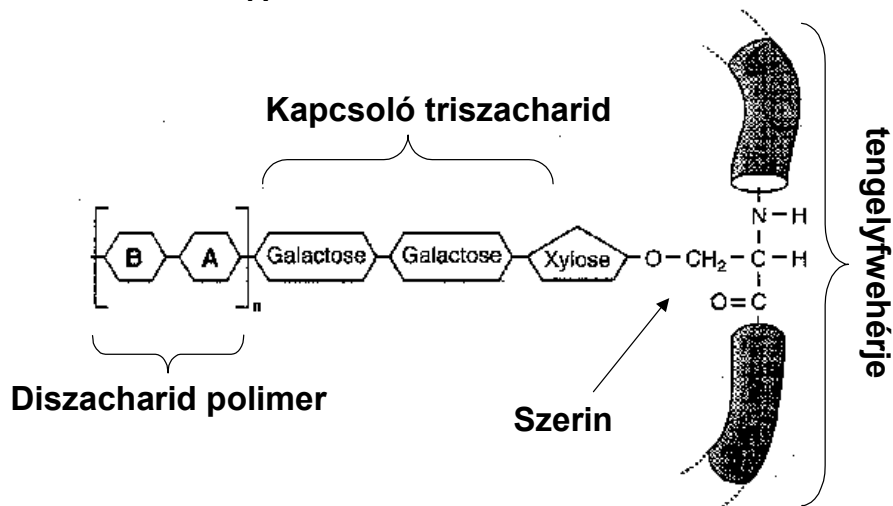 Kapcsoló triszacharid
B A n Galactose Galactose Xylose O CH₂ C H
N H
O=C
Diszacharid polimer
Szerin
tengelyfwehérje